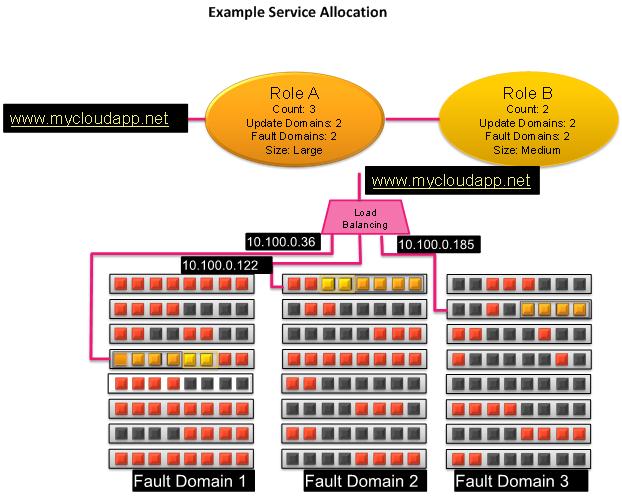 Example Service Allocation
Role A
Count: 3
Update Domains: 2
Fault Domains: 2
Size: Large
Role B
Count: 2
Update Domains: 2
Fault Domains: 2
Size: Medium
www.mycloudapp.net
www.mycloudapp.net
Load
Balancing
10.100.0.36
10.100.0.185
10.100.0.122
Fault Domain 1
Fault Domain 2
Fault Domain 3